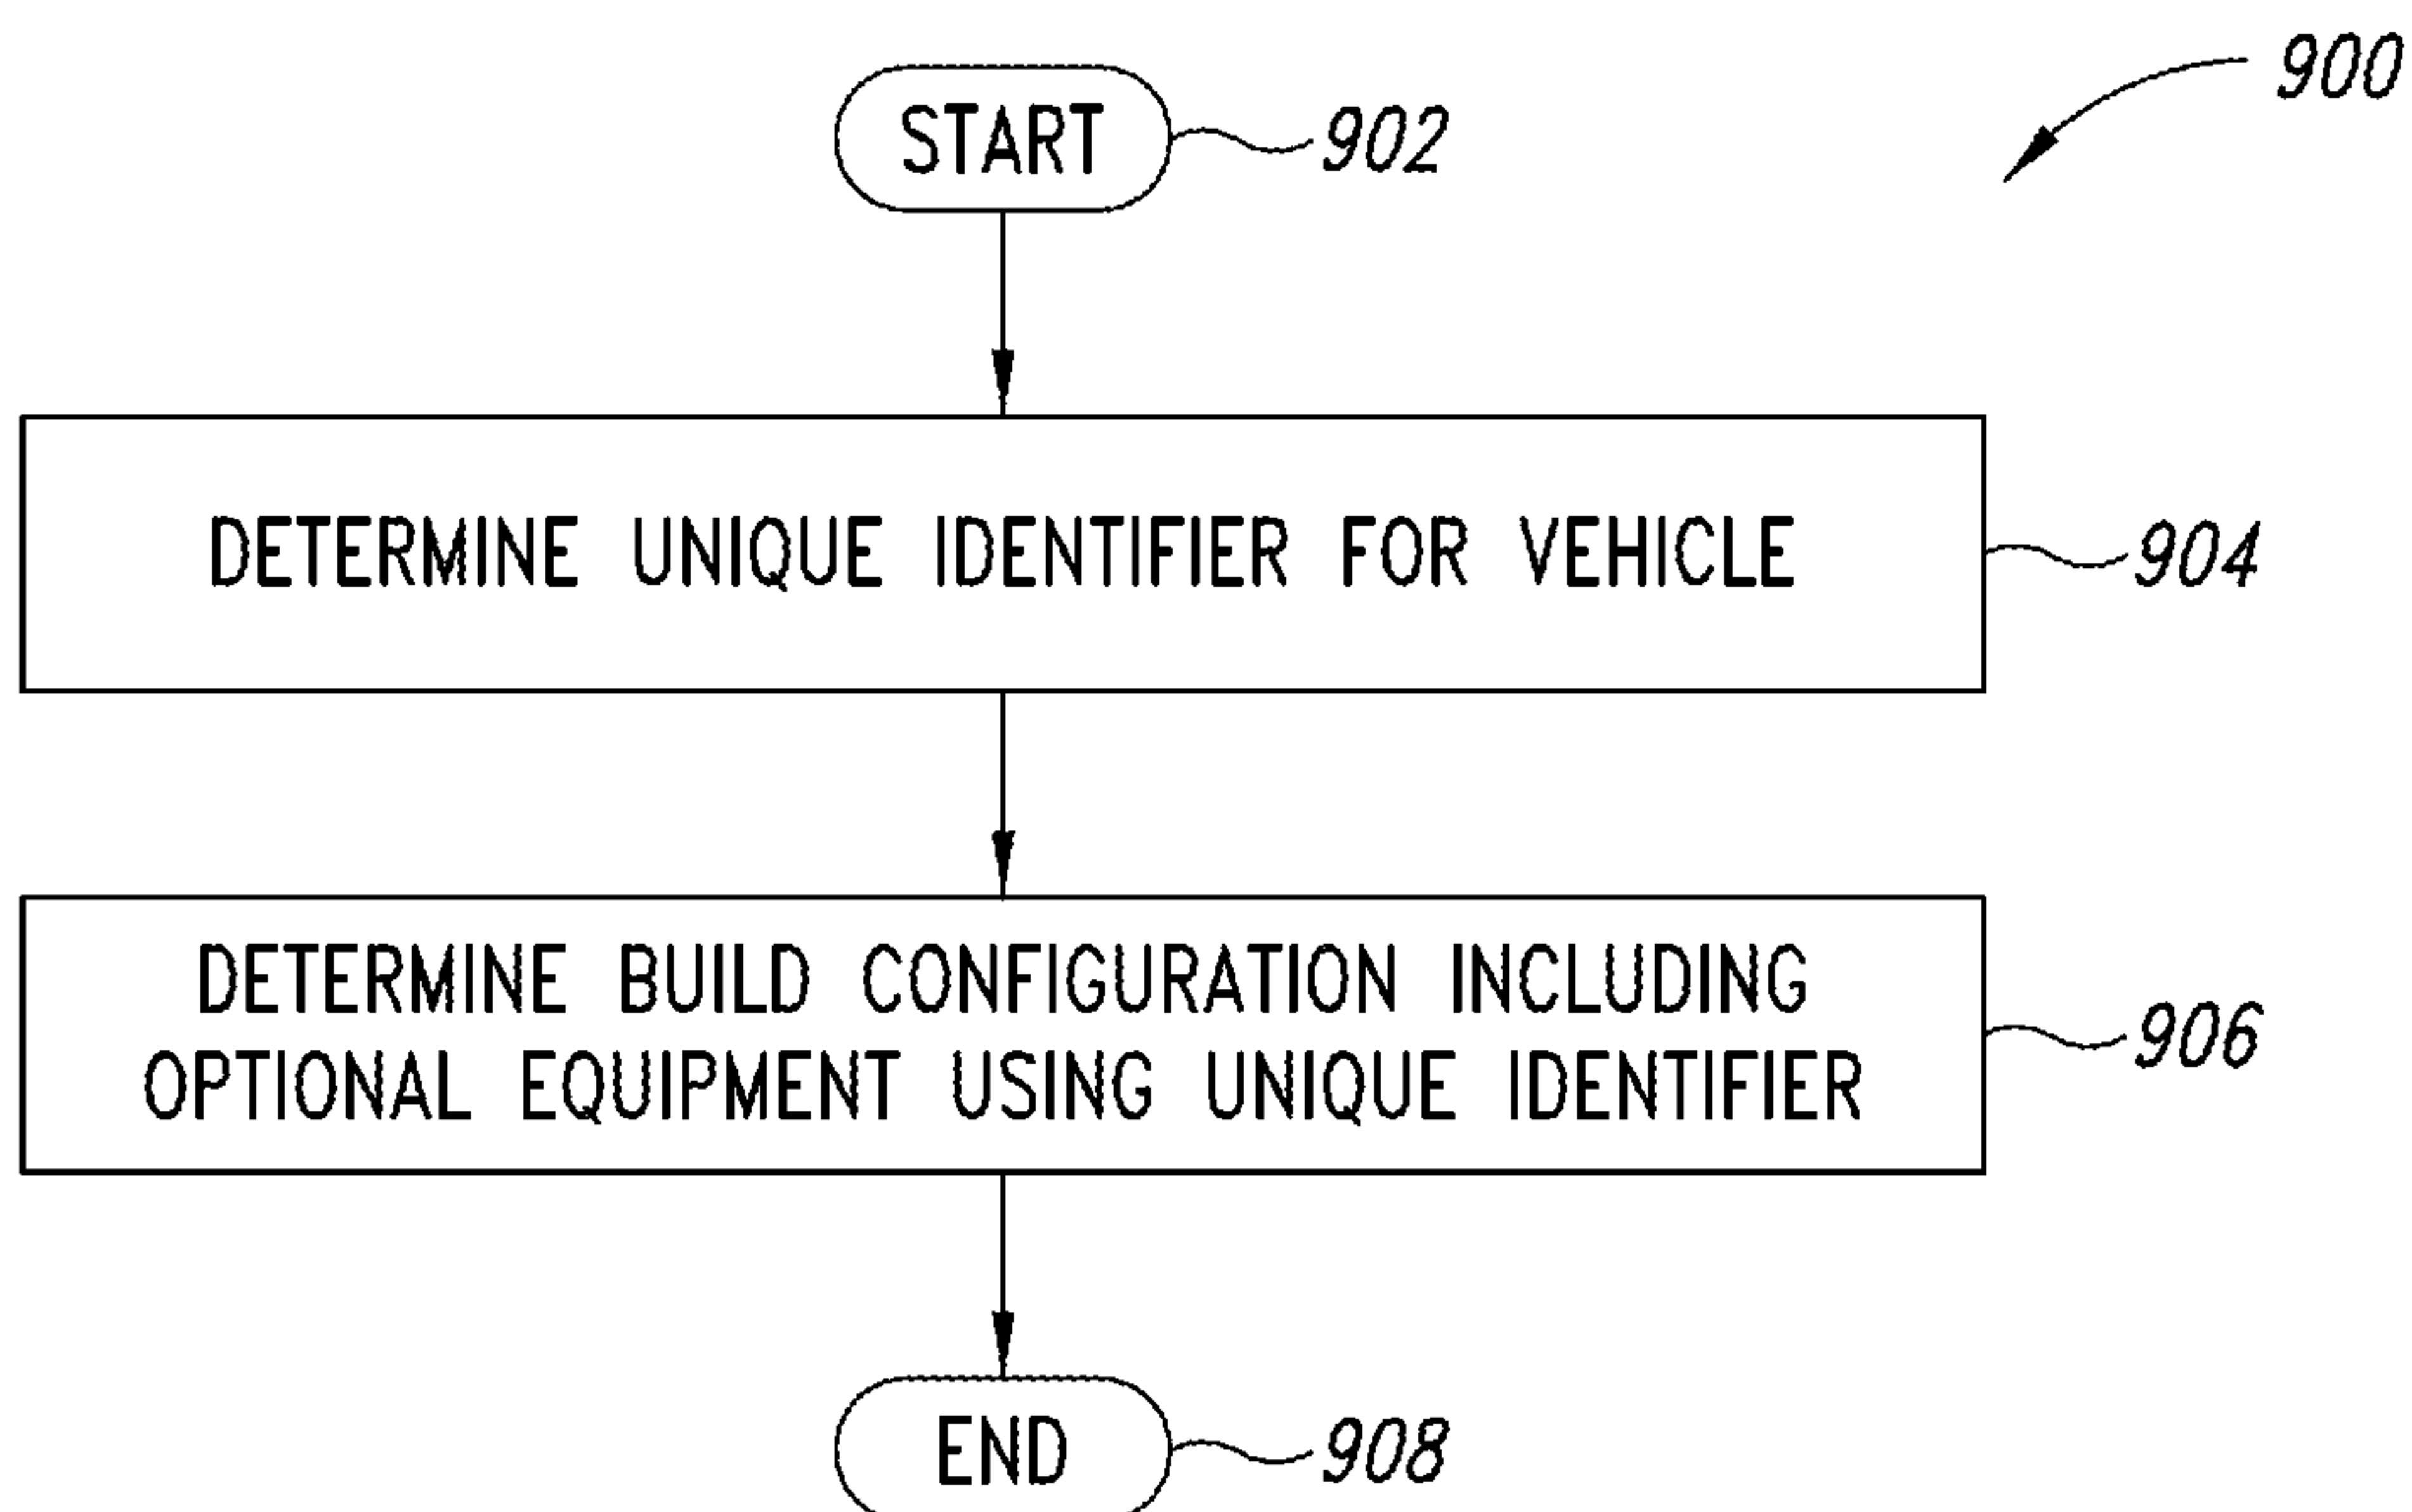 900
START 902
DETERMINE UNIQUE IDENTIFIER FOR VEHICLE 904
DETERMINE BUILD CONFIGURATION INCLUDING
OPTIONAL EQUIPMENT USING UNIQUE IDENTIFIER
906
END 908